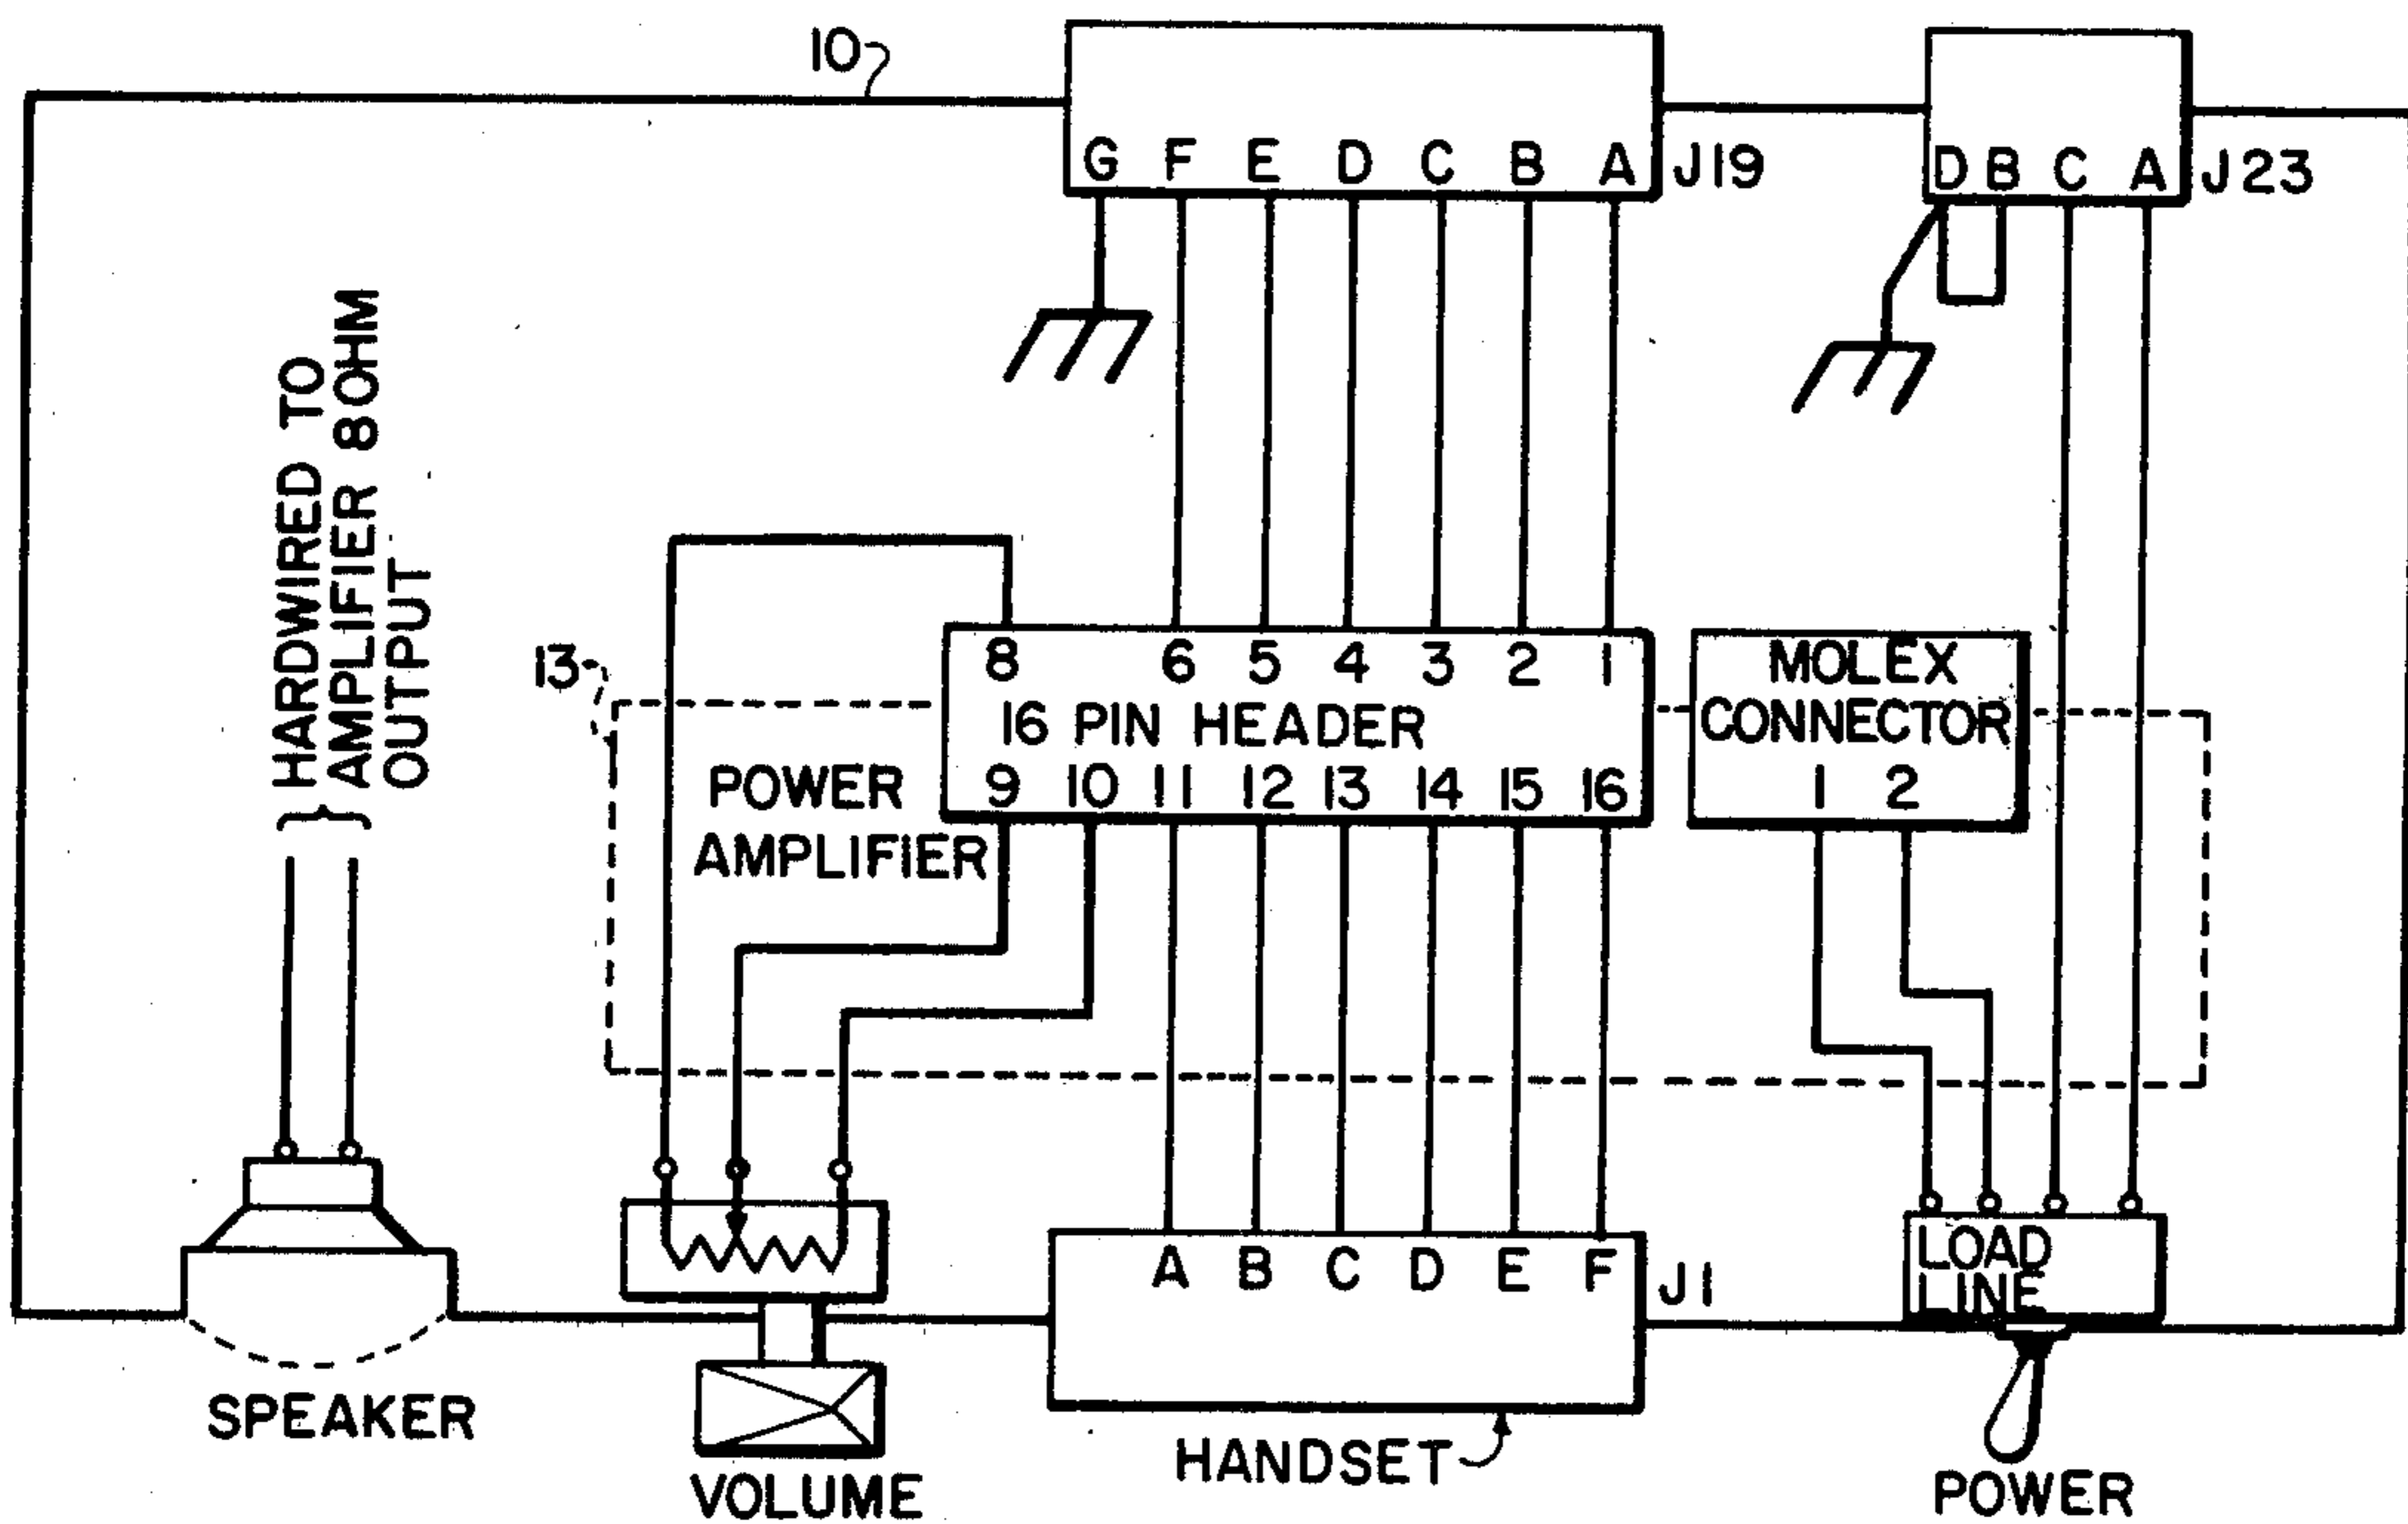 10
G F E D C B A J19
D B C A J23
HARDWIRED TO
AMPLIFIER 8 OHM
OUTPUT
13
8 6 5 4 3 2 1
16 PIN HEADER
9 10 11 12 13 14 15 16
MOLEX
CONNECTOR
1 2
POWER
AMPLIFIER
A B C D E F J1
LOAD
LINE
SPEAKER
VOLUME
HANDSET
POWER